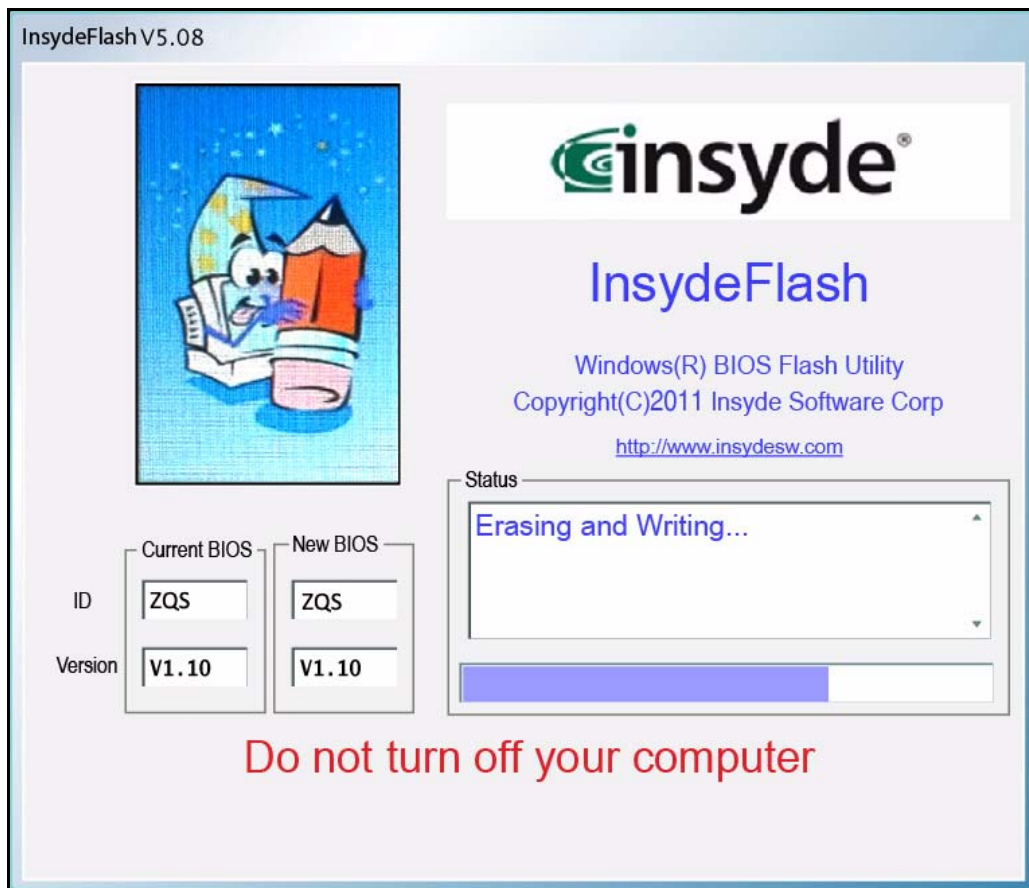 InsydeFlash V5.08
insyde®
InsydeFlash
Windows(R) BIOS Flash Utility
Copyright(C)2011 Insyde Software Corp
http://www.insydesw.com
Status
Erasing and Writing...
Current BIOS New BIOS
ID ZQS ZQS
Version V1.10 V1.10
Do not turn off your computer